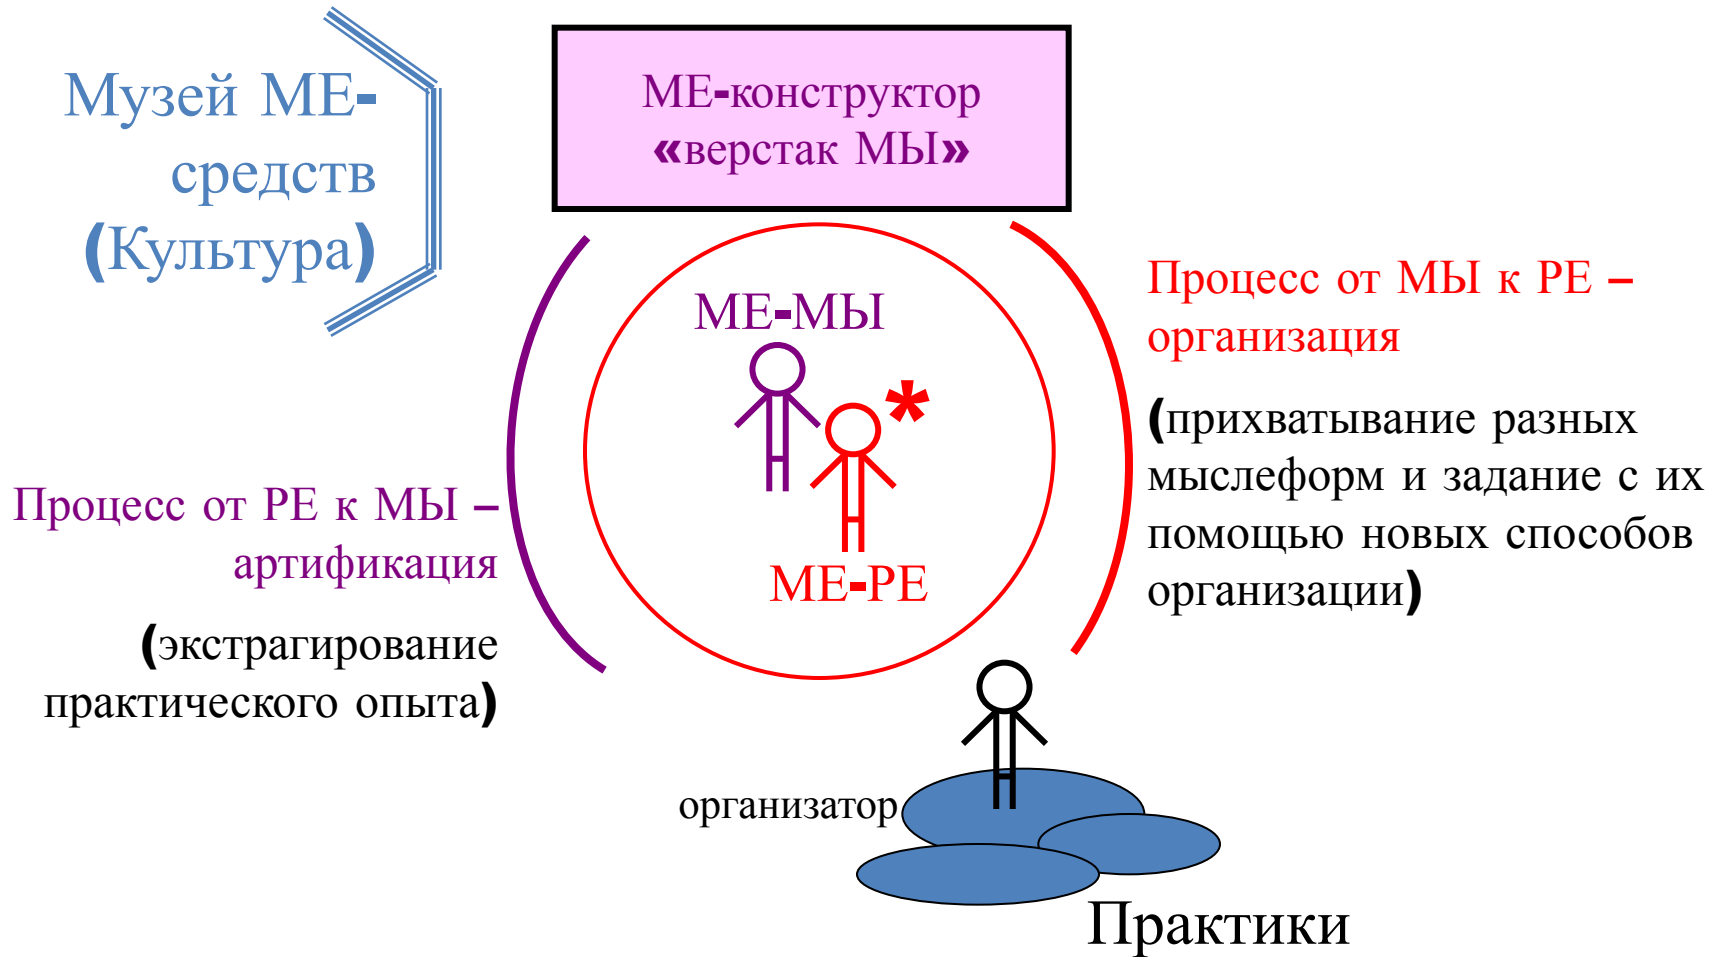 Музей МЕ-
средств
(Культура)
МЕ-конструктор
«верстак МЫ»
МЕ-МЫ
*
МЕ-РЕ
Процесс от МЫ к РЕ –
организация
(прихватывание разных
мыслеформ и задание с их
помощью новых способов
организации)
Процесс от РЕ к МЫ –
артификация
(экстрагирование
практического опыта)
организатор
Практики